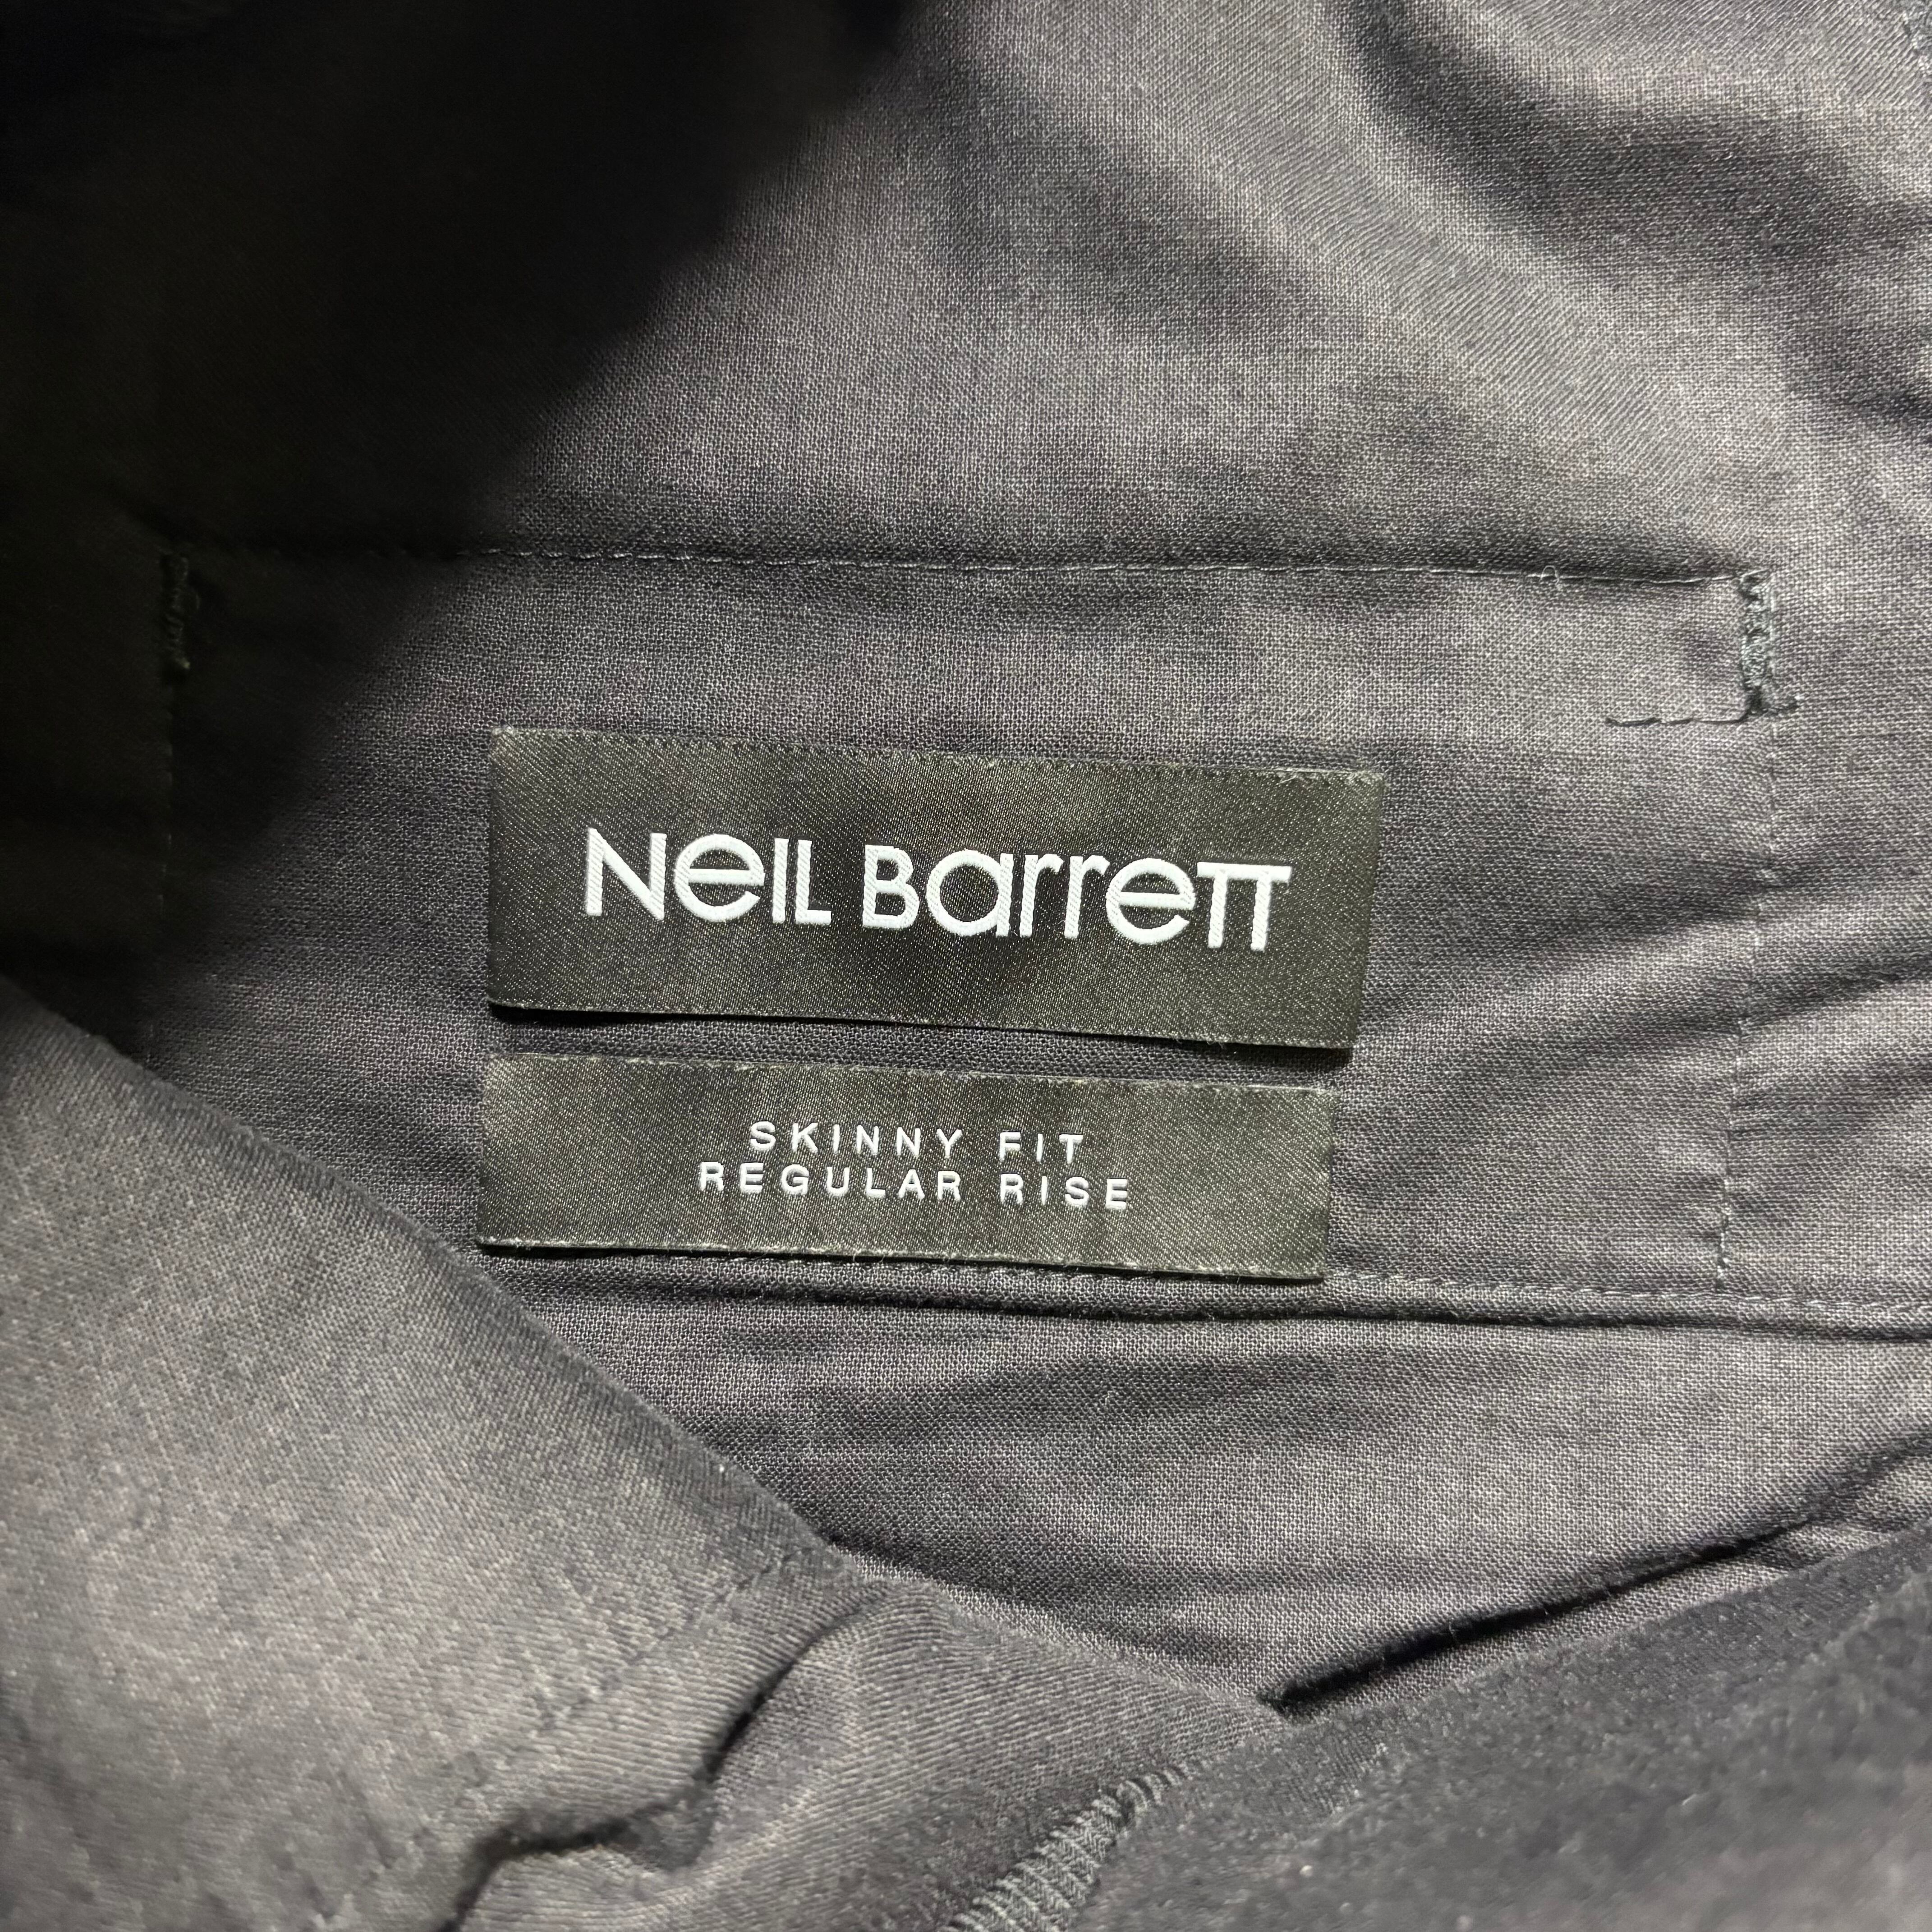 Neil Barrett
SKINNY FIT
REGULAR RISE